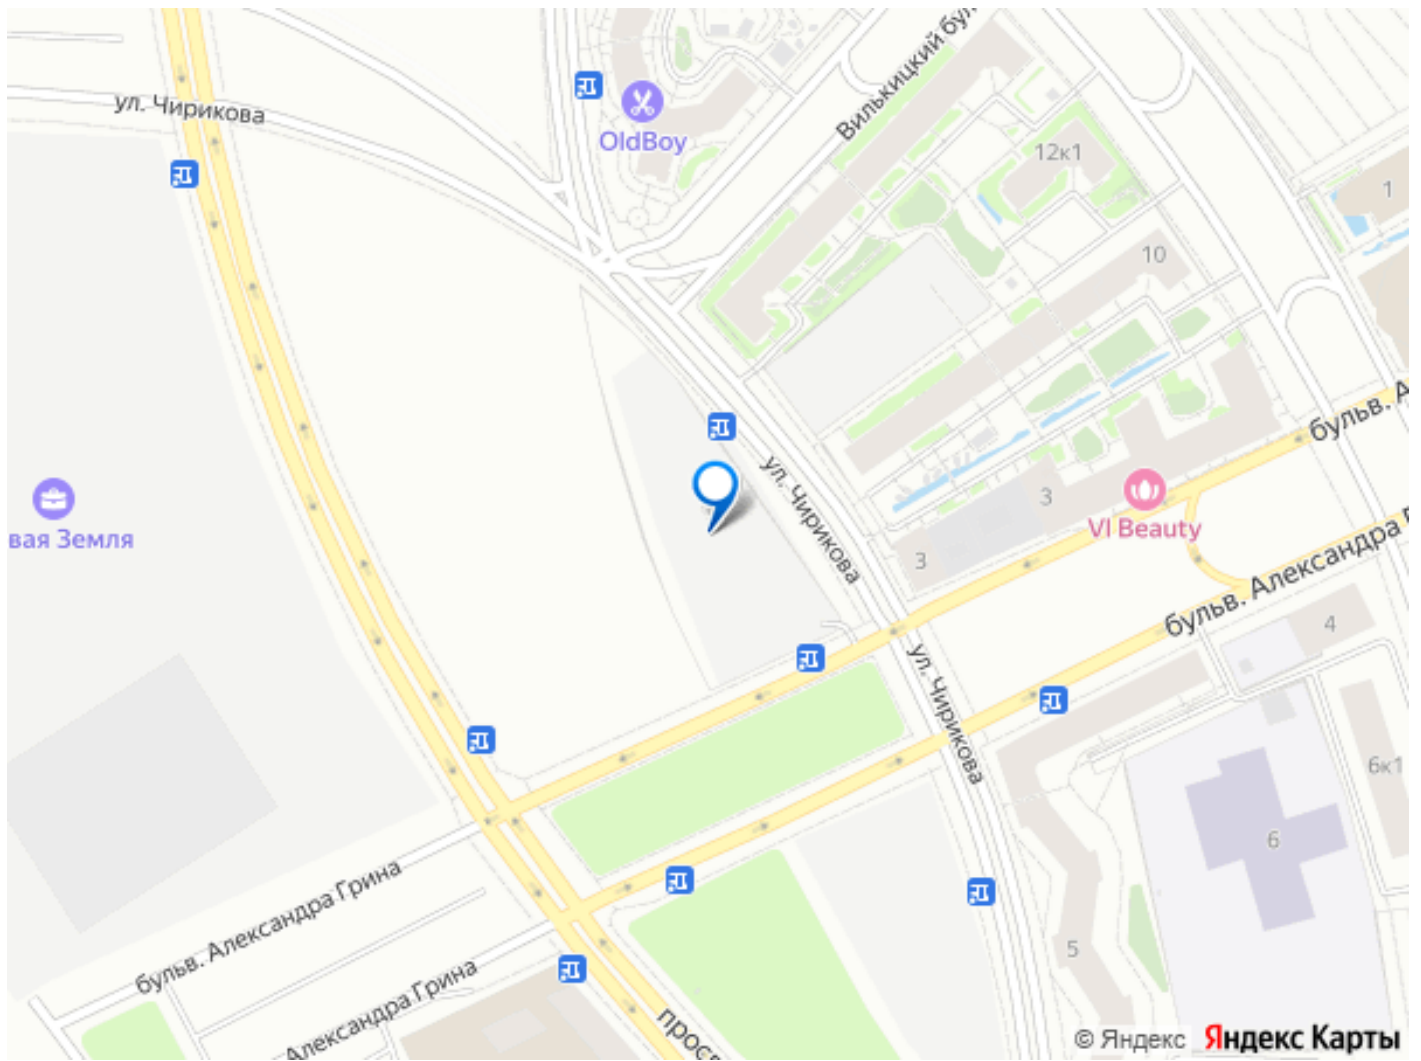 ул. Чирикова
OldBoy
Вилькицкий бул
12к1
1
10
бульв. А
ул. Чирикова
3
VI Beauty
вая Земля
3
бульв. Александра Г
4
ул. Чирикова
6к1
6
бульв. Александра Грина
5
Александра Грина
просп
© Яндекс Яндекс Карты